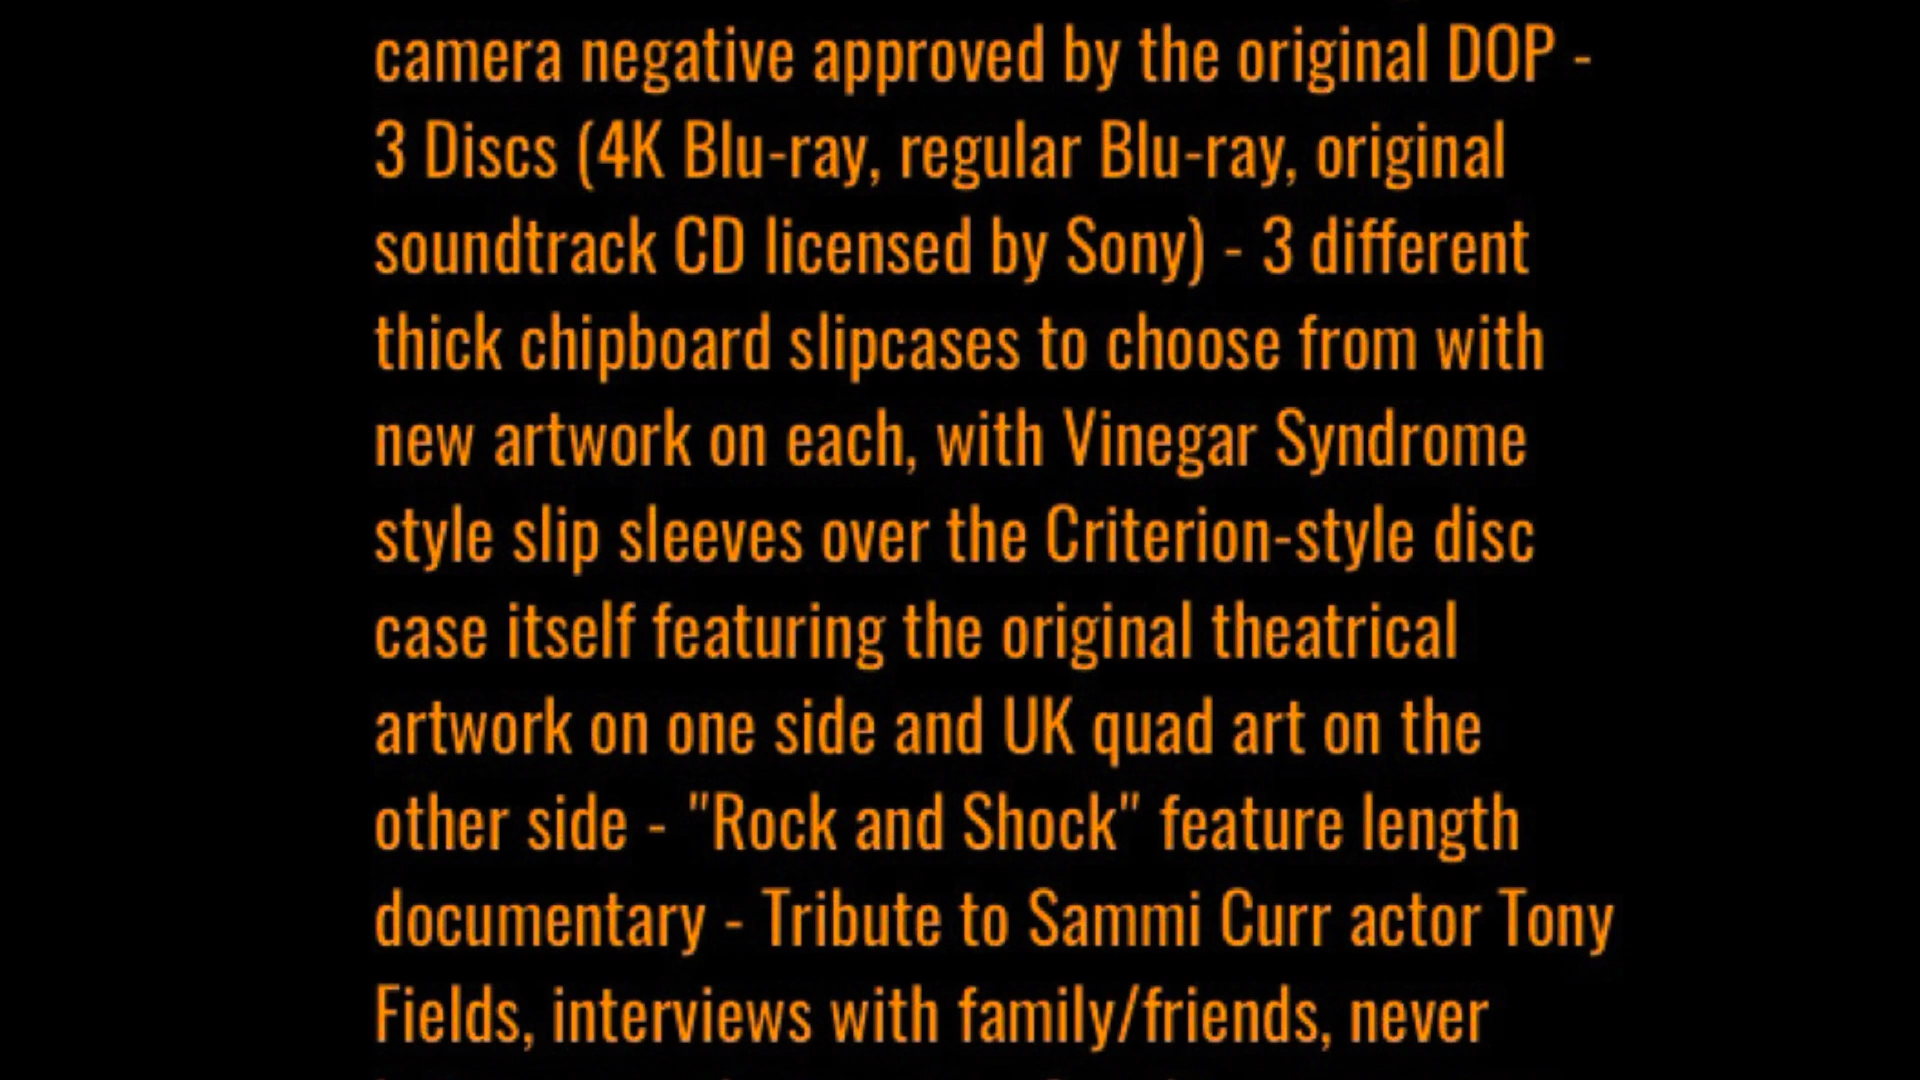 camera negative approved by the original DOP -
3 Discs (4K Blu-ray, regular Blu-ray, original
soundtrack CD licensed by Sony) - 3 different
thick chipboard slipcases to choose from with
new artwork on each, with Vinegar Syndrome
style slip sleeves over the Criterion-style disc
case itself featuring the original theatrical
artwork on one side and UK quad art on the
other side - "Rock and Shock" feature length
documentary - Tribute to Sammi Curr actor Tony
Fields, interviews with family/friends, never